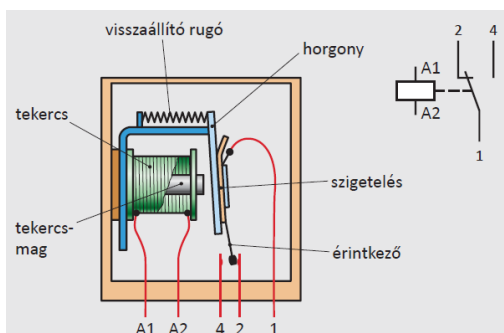 visszaállító rugó
horgony
tekercs
tekercs-
mag
szigetelés
érintkező
A1 A2 4 2 1
2 4
A1
A2
1